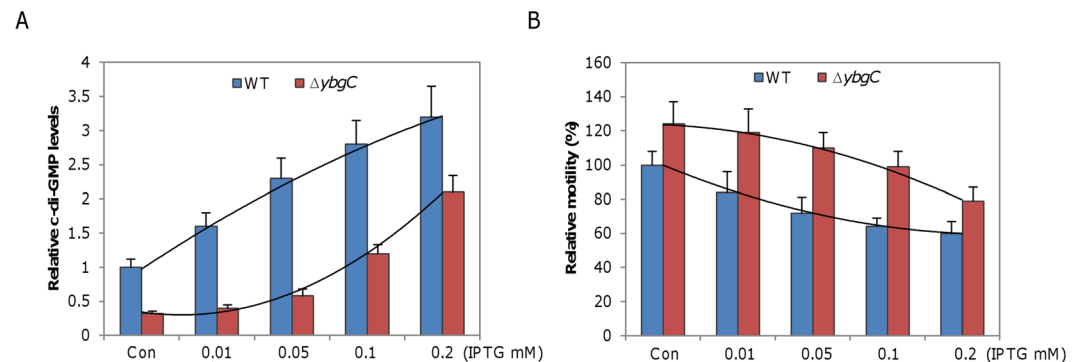 A
B
WT ΔybgC
Relative c-di-GMP levels
4
3.5
3
2.5
2
1.5
1
0.5
0
Con 0.01 0.05 0.1 0.2 (IPTG mM)
WT ΔybgC
Relative motility (%)
160
140
120
100
80
60
40
20
0
Con 0.01 0.05 0.1 0.2 (IPTG mM)